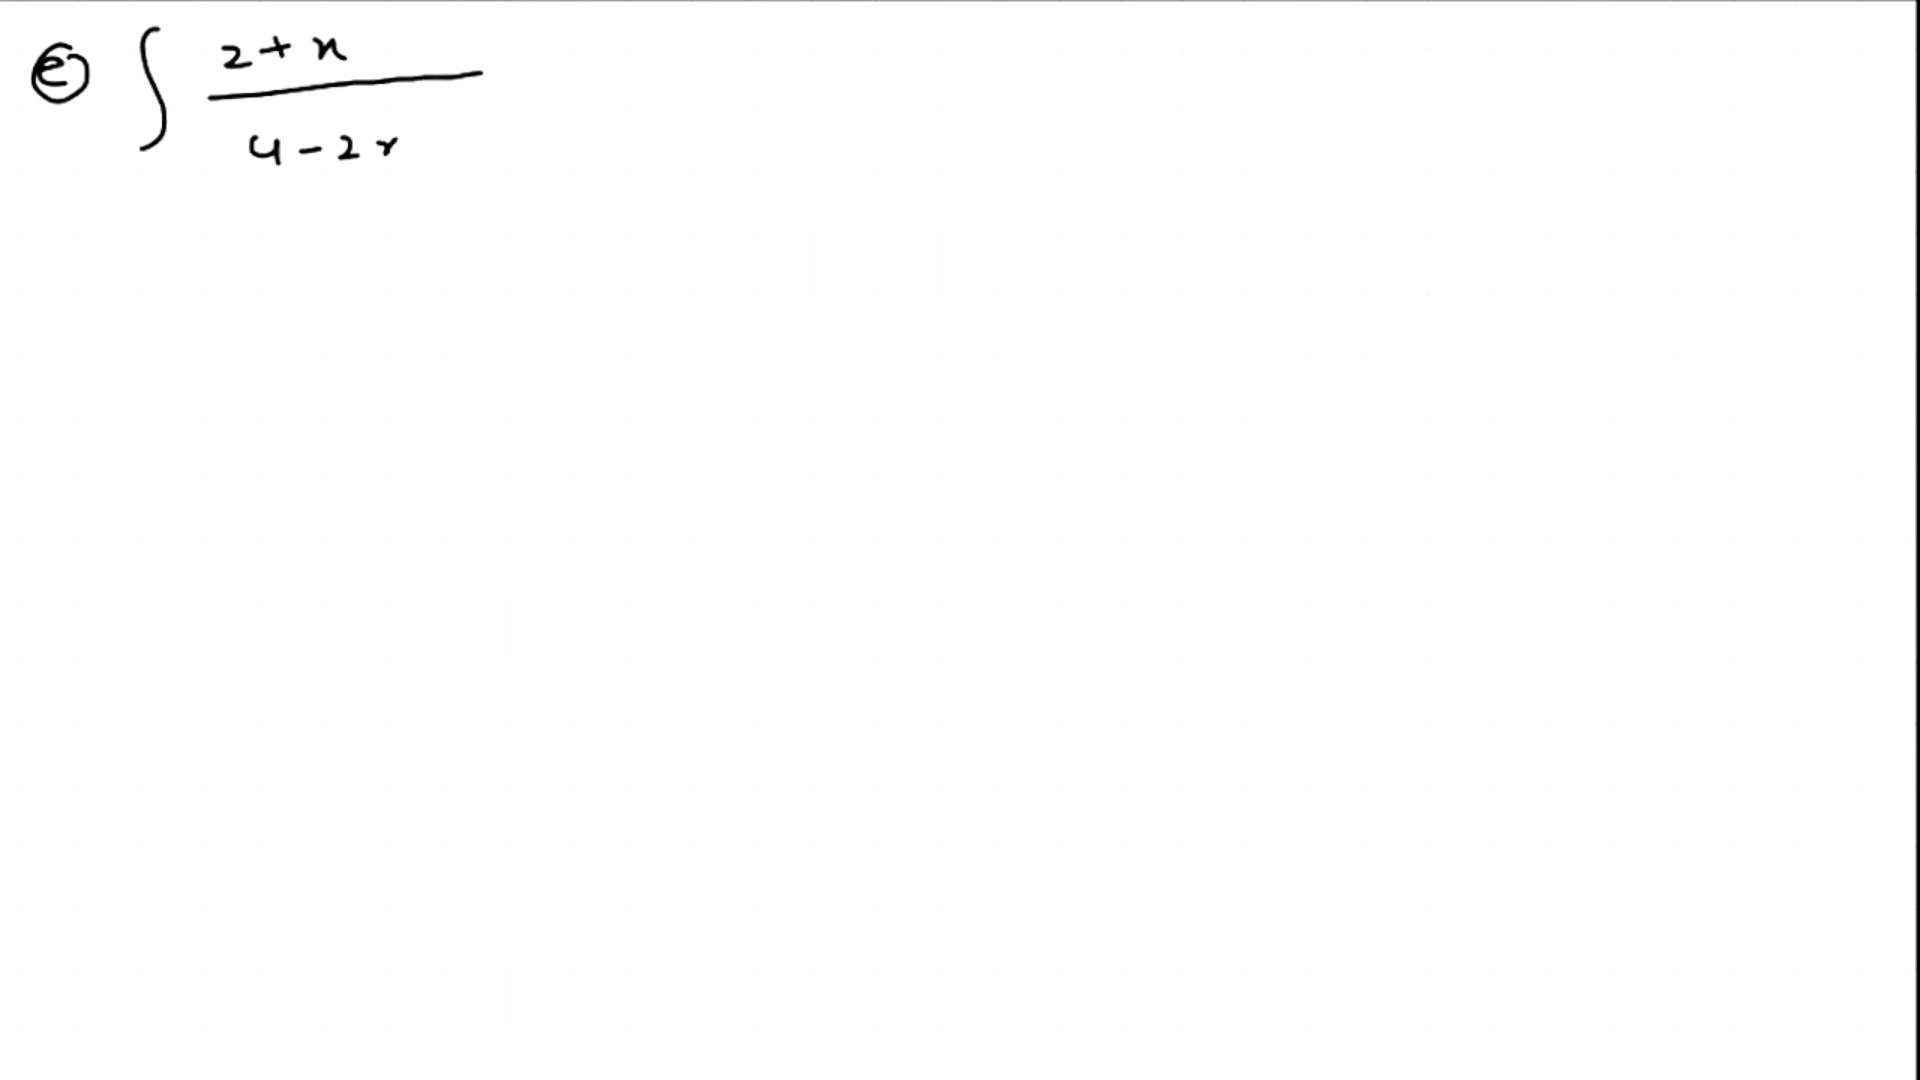 ⓔ ∫ 2+x
4-2x